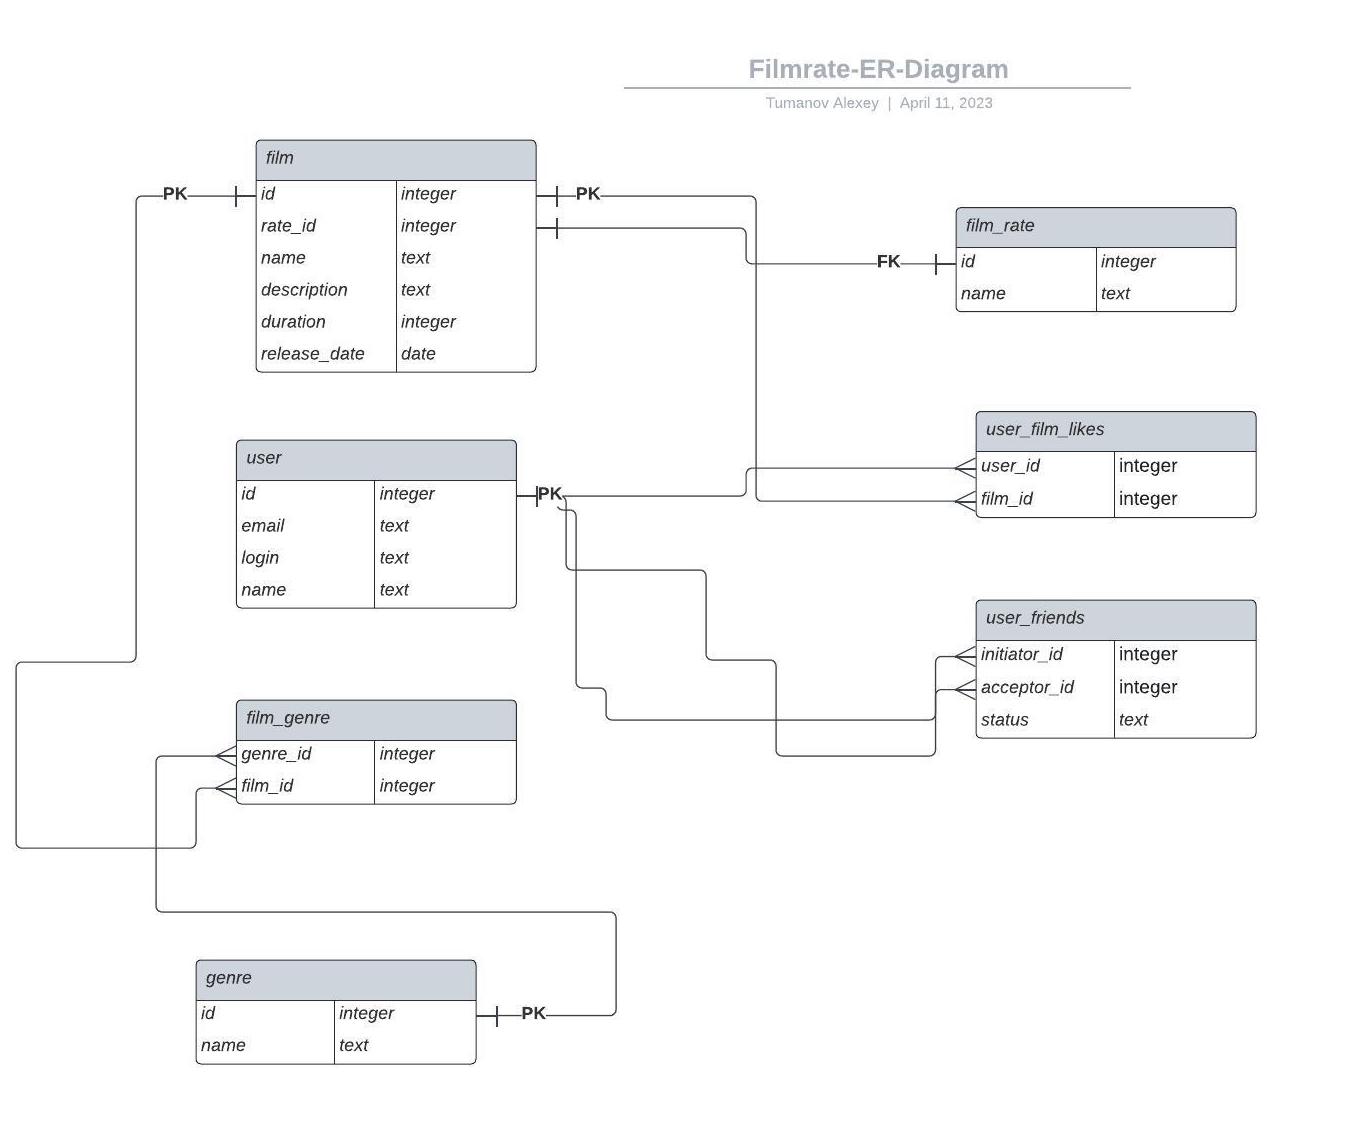 Filmrate-ER-Diagram
Tumanov Alexey | April 11, 2023
film
PK id integer PK
rate_id integer
name text
description text
duration integer
release_date date
film_rate
FK id integer
name text
user_film_likes
user_id integer
film_id integer
user
id integer PK
email text
login text
name text
user_friends
initiator_id integer
acceptor_id integer
status text
film_genre
genre_id integer
film_id integer
genre
id integer PK
name text